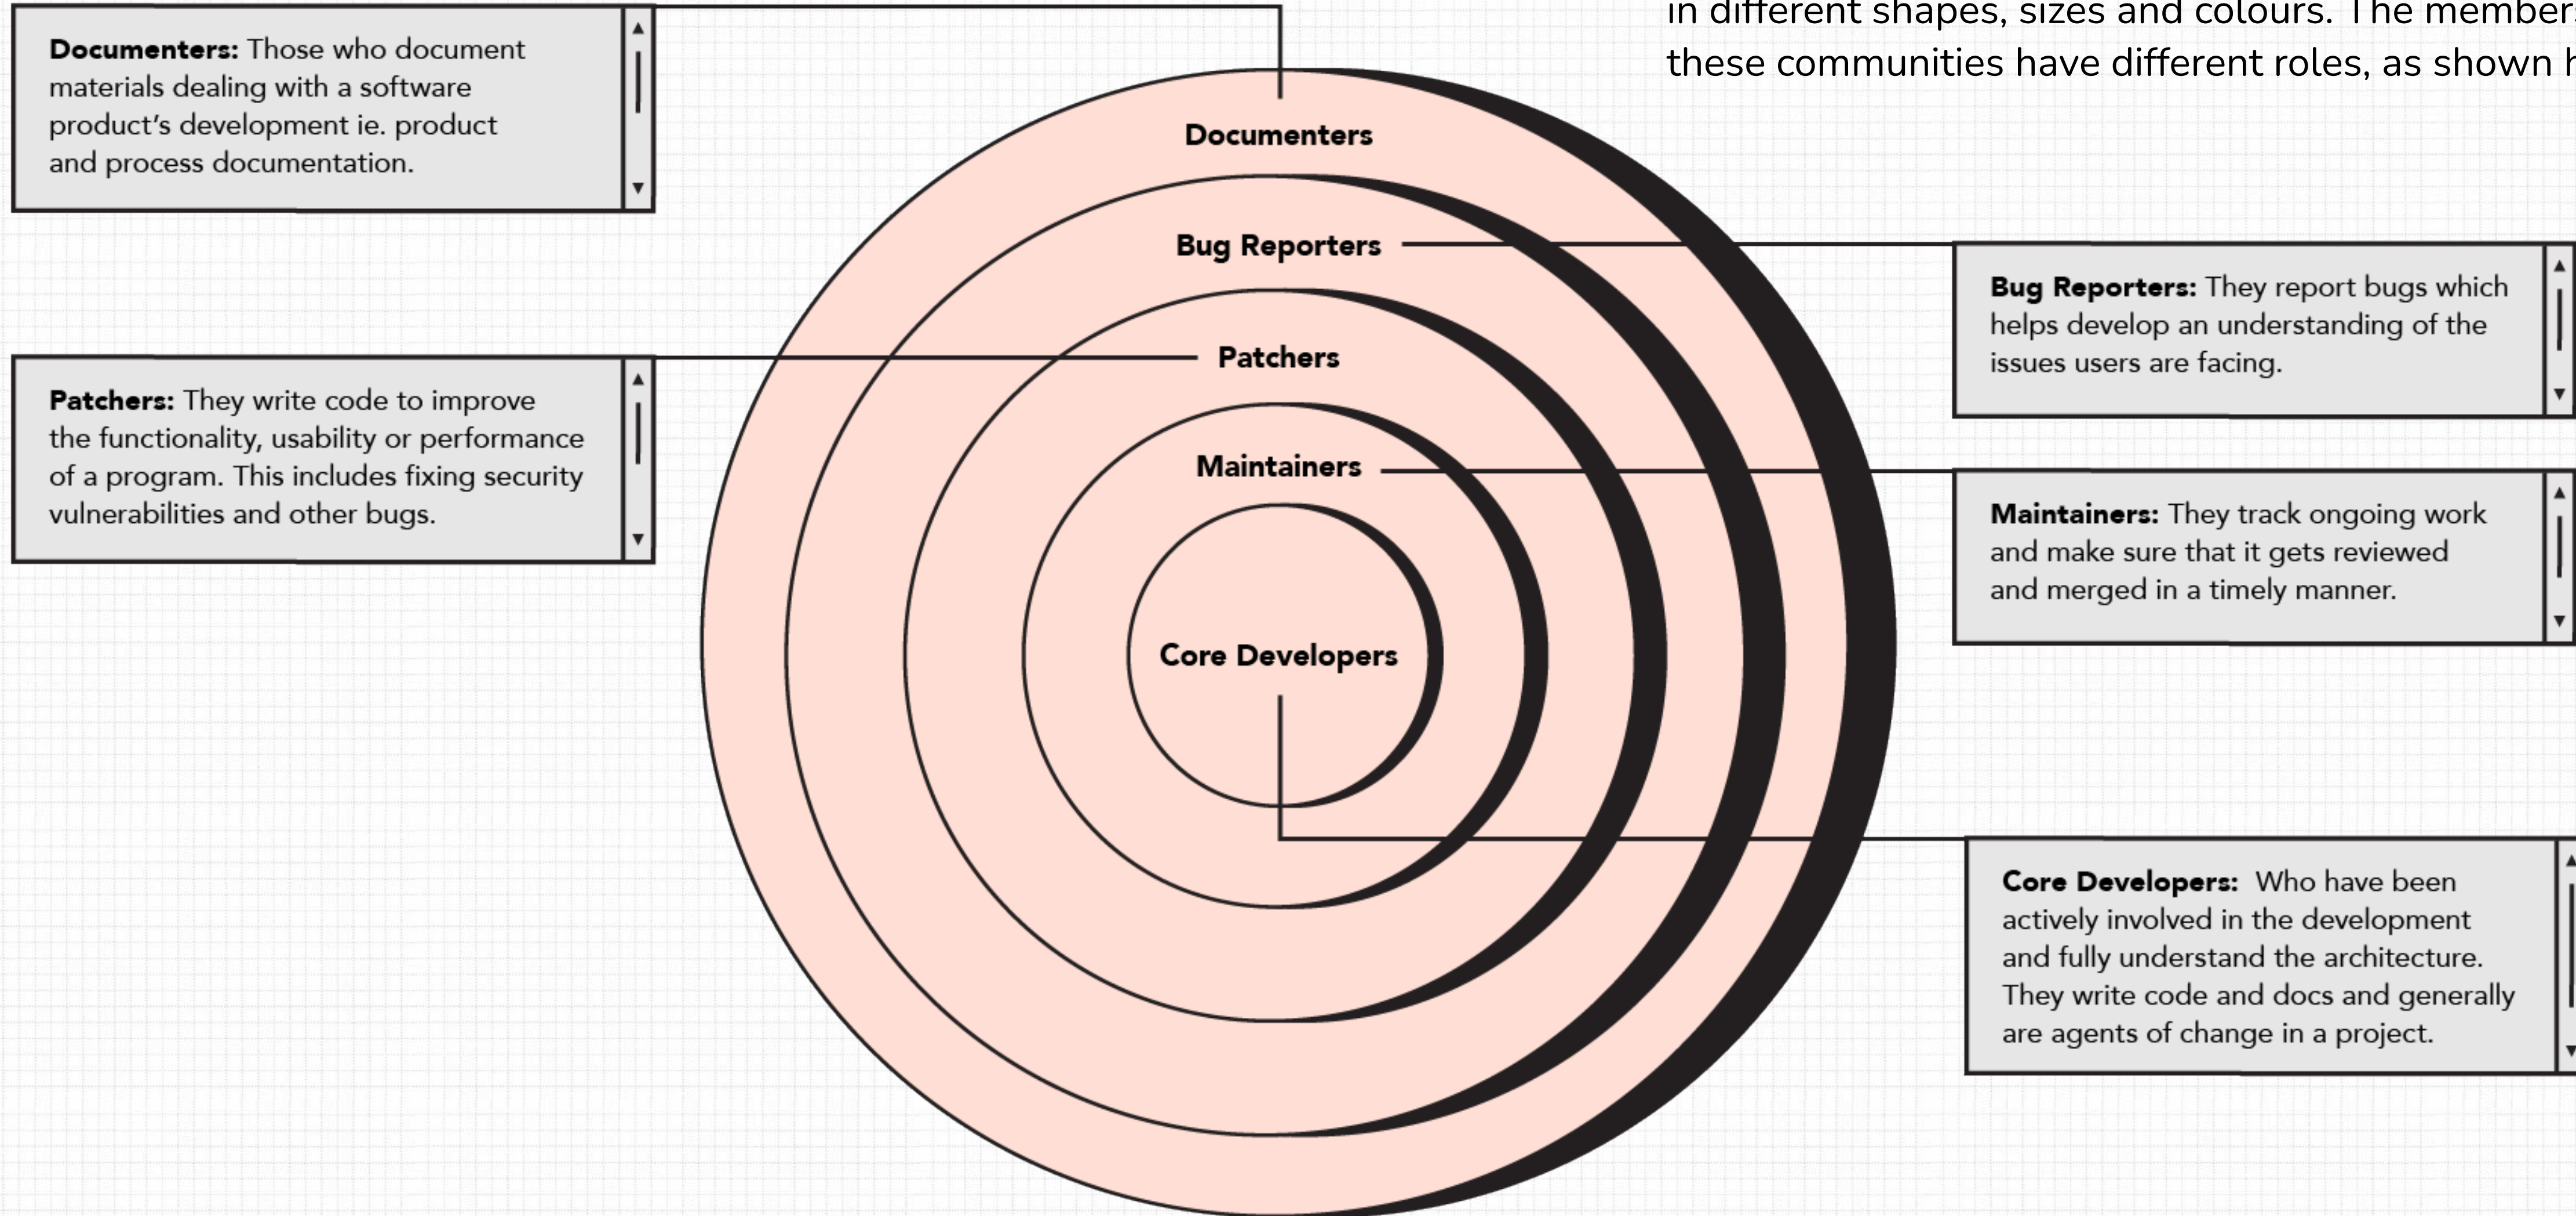 in different shapes, sizes and colours. The members
these communities have different roles, as shown
Documenters: Those who document
materials dealing with a software
product's development ie. product
and process documentation.
Documenters
Bug Reporters
Bug Reporters: They report bugs which
helps develop an understanding of the
issues users are facing.
Patchers
Patchers: They write code to improve
the functionality, usability or performance
of a program. This includes fixing security
vulnerabilities and other bugs.
Maintainers
Maintainers: They track ongoing work
and make sure that it gets reviewed
and merged in a timely manner.
Core Developers
Core Developers:  Who have been
actively involved in the development
and fully understand the architecture.
They write code and docs and generally
are agents of change in a project.